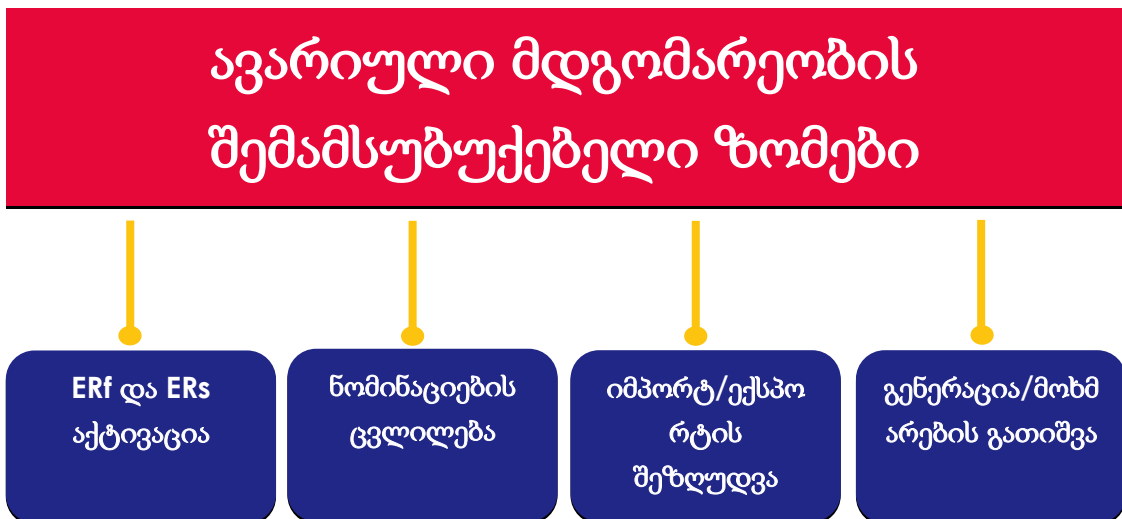 ავარიული მდგომარეობის
შემამსუბუქებელი ზომები
ERf და ERs
აქტივაცია
ნომინაციების
ცვლილება
იმპორტ/ექსპო
რტის
შეზღუდვა
გენერაცია/მოხმ
არების გათიშვა